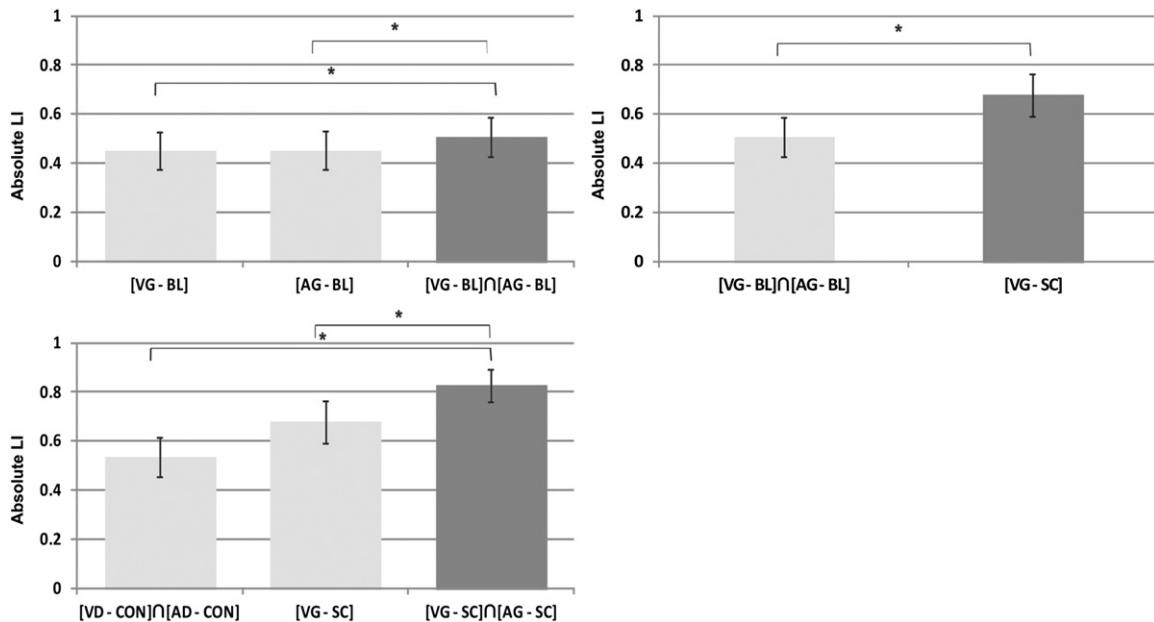 1
0.8
0.6
0.4
0.2
0
Absolute LI
*
*
[VG - BL]
[AG - BL]
[VG - BL]∩[AG - BL]
1
0.8
0.6
0.4
0.2
0
Absolute LI
*
[VG - BL]∩[AG - BL]
[VG - SC]
1
0.8
0.6
0.4
0.2
0
Absolute LI
*
*
[VD - CON]∩[AD - CON]
[VG - SC]
[VG - SC]∩[AG - SC]